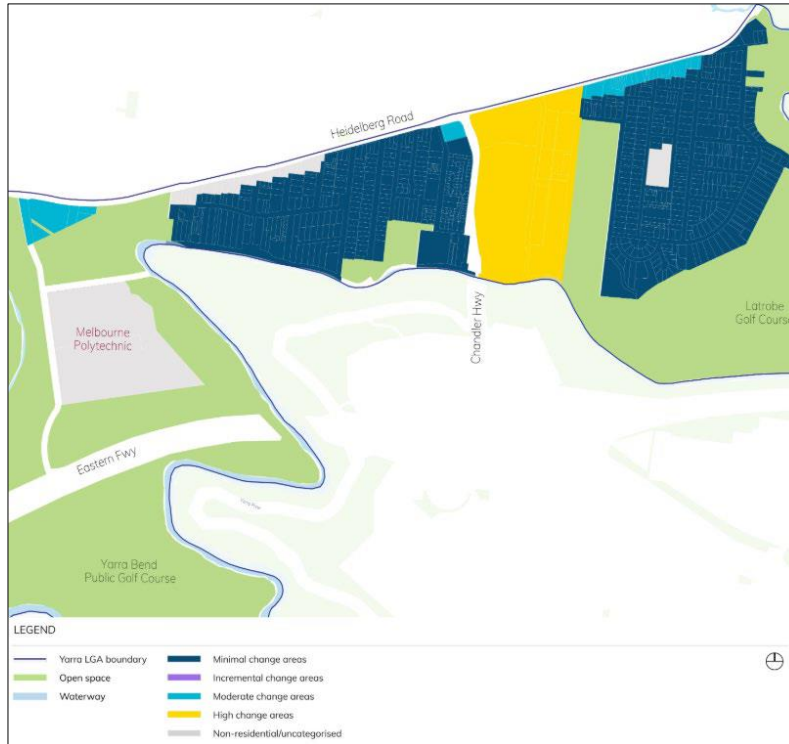 Heidelberg Road
Chandler Hwy
Latrobe
Golf Course
Melbourne
Polytechnic
Eastern Fwy
Yarra Bend
Public Golf Course
LEGEND
Yarra LGA boundary
Open space
Waterway
Minimal change areas
Incremental change areas
Moderate change areas
High change areas
Non-residential/uncategorised